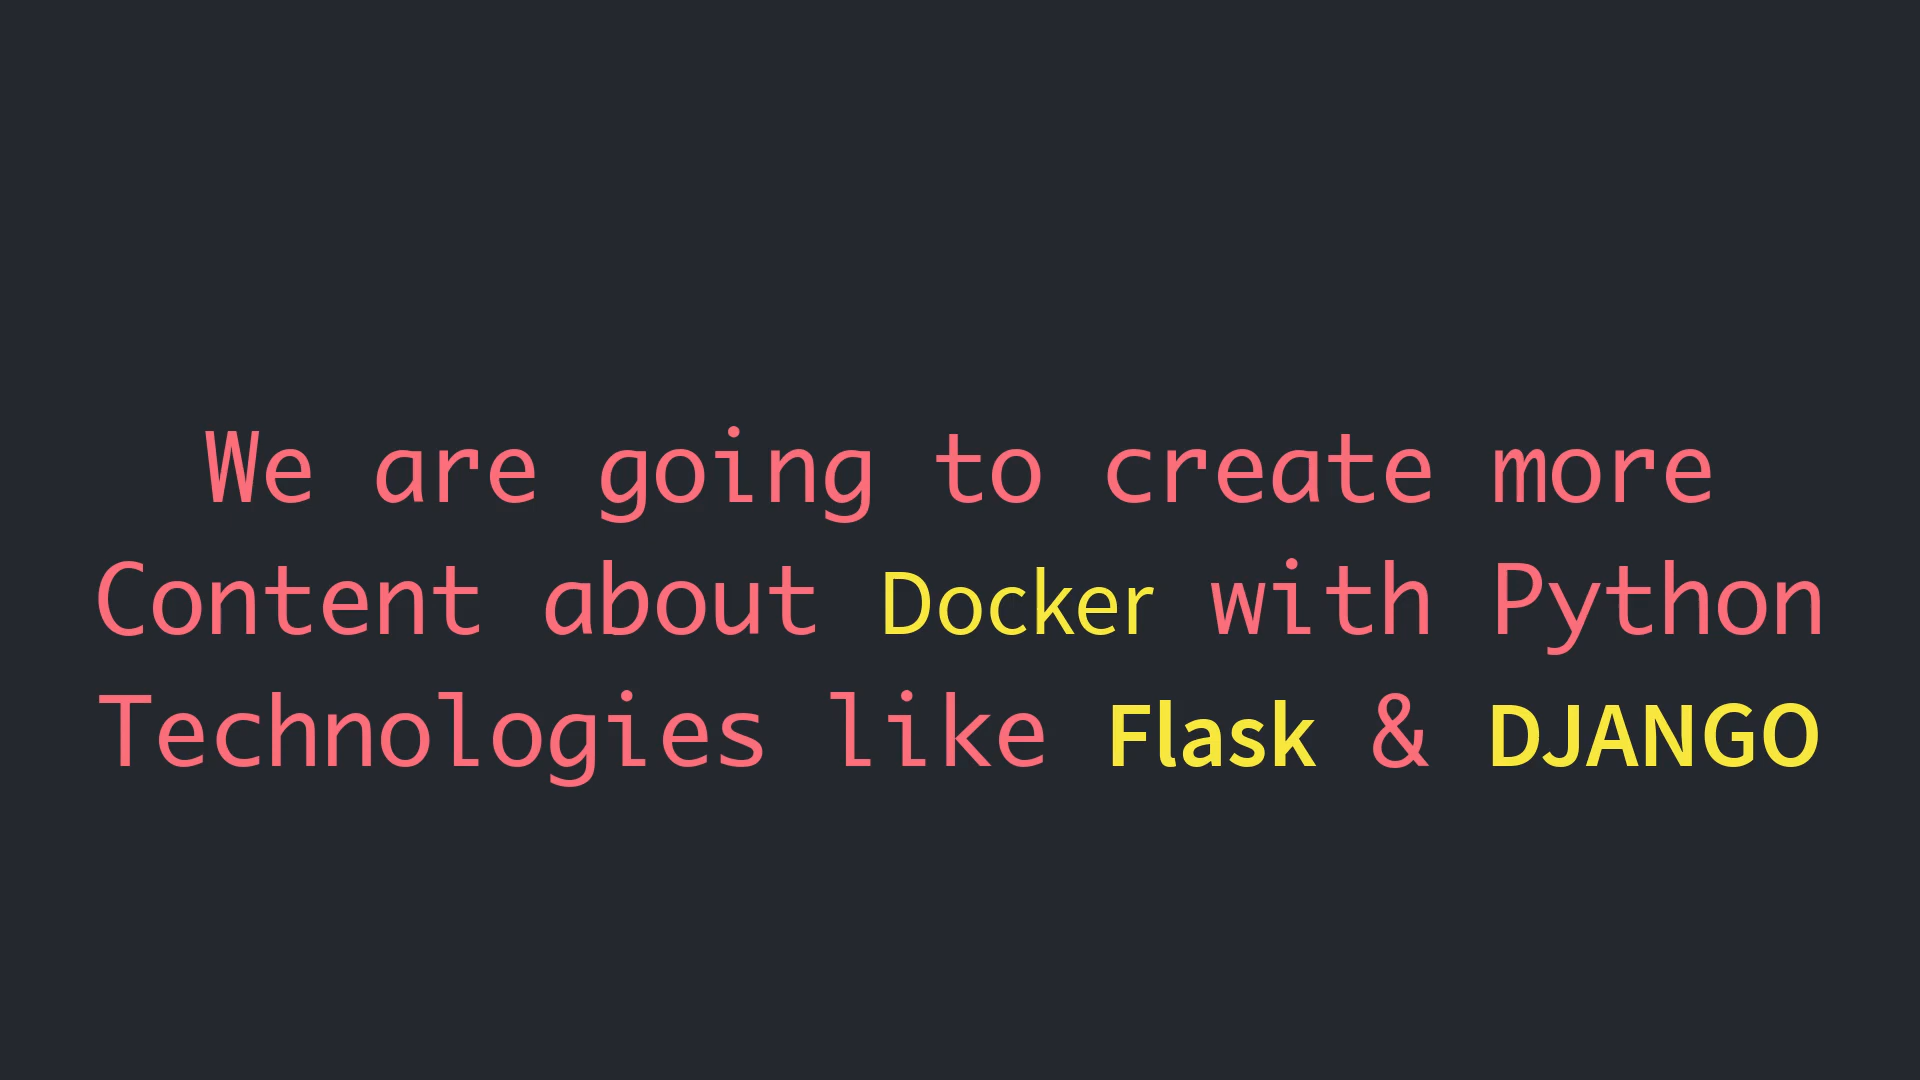 We are going to create more
Content about Docker with Python
Technologies like Flask & DJANGO